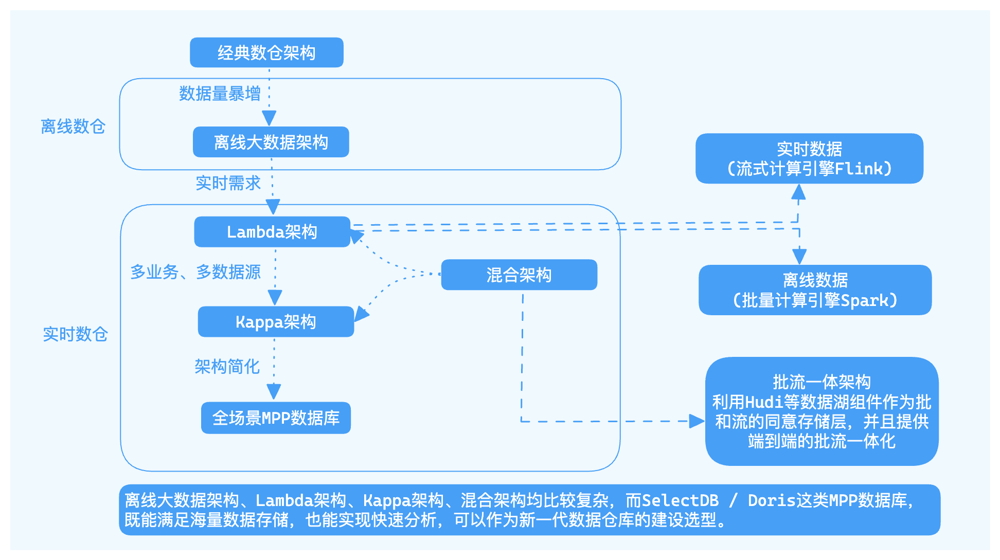 经典数仓架构
数据量暴增
离线数仓
离线大数据架构
实时需求
实时数据
(流式计算引擎Flink)
Lambda架构
多业务、多数据源
混合架构
离线数据
(批量计算引擎Spark)
Kappa架构
实时数仓
架构简化
全场景MPP数据库
批流一体架构
利用Hudi等数据湖组件作为批
和流的同意存储层，并且提供
端到端的批流一体化
离线大数据架构、Lambda架构、Kappa架构、混合架构均比较复杂，而SelectDB / Doris这类MPP数据库，
既能满足海量数据存储，也能实现快速分析，可以作为新一代数据仓库的建设选型。